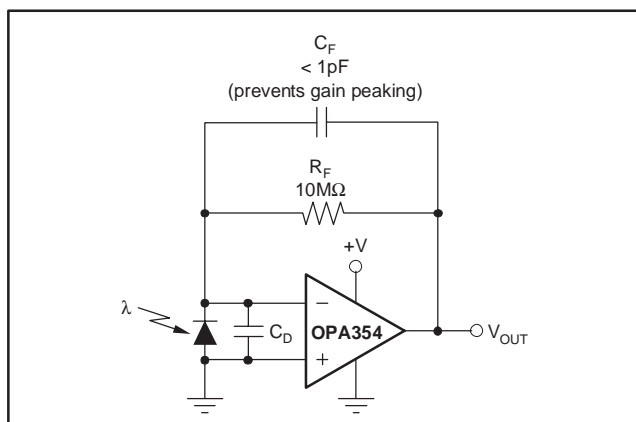 C_F
< 1pF
(prevents gain peaking)
R_F
10MΩ
+V
λ
−
C_D
OPA354
V_OUT
+